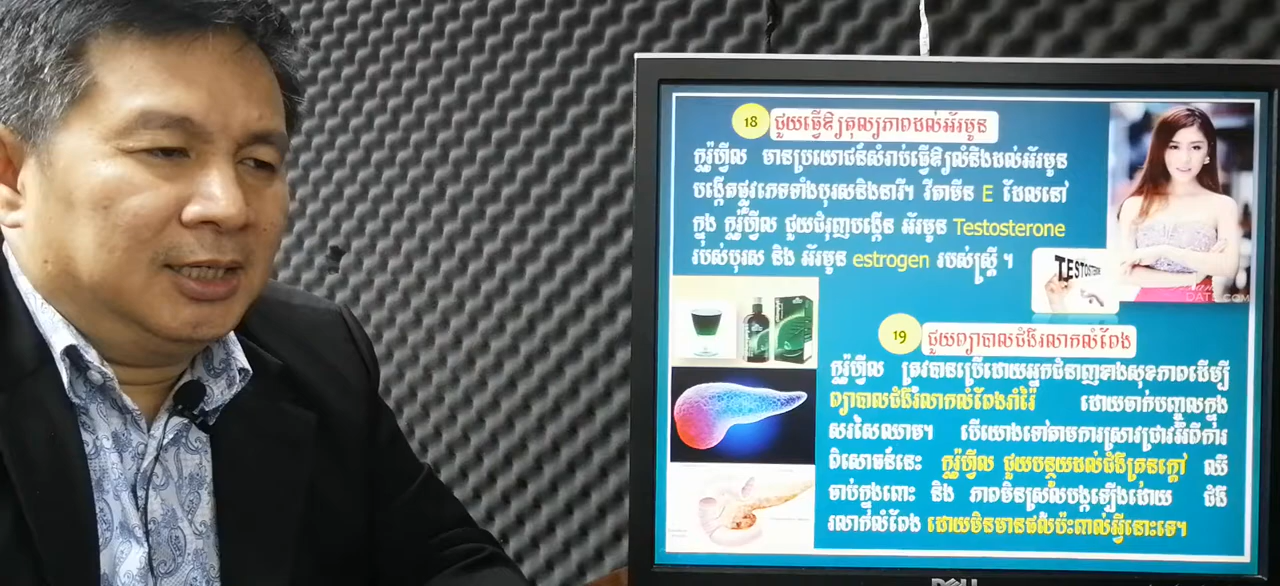 18
ជួយធ្វើឱ្យតុល្យភាពដល់អ័រម៉ូន
ក្លរ៉ូហ្វីល មានប្រយោជន៍សំរាប់ធ្វើឱ្យលំនឹងដល់អ័រម៉ូន
បង្កើតផ្លូវភេទទាំងបុរសនិងនារី។ វីតាមីន E ដែលនៅ
ក្នុង ក្លរ៉ូហ្វីល ជួយជំរុញបង្កើន អ័រម៉ូន Testosterone
របស់បុរស និង អ័រម៉ូន estrogen របស់ស្ត្រី ។
TESTOSTERONE
19
ជួយព្យាបាលជំងឺរលាកលំពែង
ក្លរ៉ូហ្វីល ត្រូវបានប្រើដោយអ្នកជំនាញខាងសុខភាពដើម្បី
ព្យាបាលជំងឺរលាកលំពែងរ៉ាំរ៉ៃ ដោយចាក់បញ្ចូលក្នុង
សរសៃឈាម។ បើយោងទៅតាមការស្រាវជ្រាវអំពីការ
ពិសោធន៍នេះ ក្លរ៉ូហ្វីល ជួយបន្ថយដល់ជំងឺគ្រុនក្តៅ ឈឺ
ចាប់ក្នុងពោះ និង ភាពមិនស្រួលបង្កឡើងដោយ ជំងឺ
រលាកលំពែង ដោយមិនមានផលប៉ះពាល់អ្វីនោះទេ។
DELL